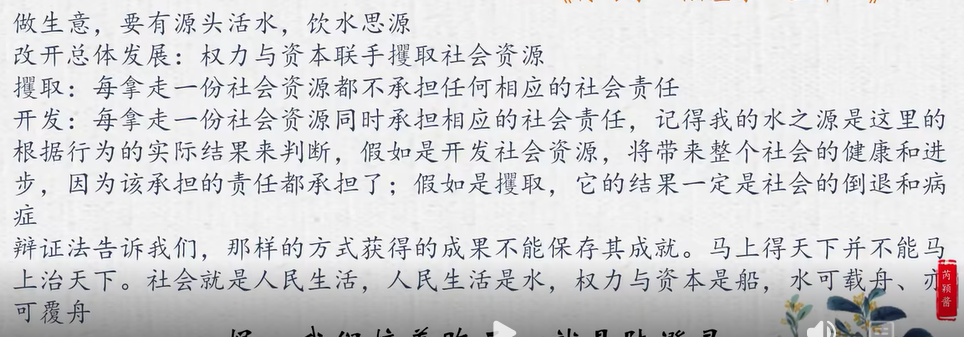 做生意，要有源头活水，饮水思源
改开总体发展：权力与资本联手攫取社会资源
攫取：每拿走一份社会资源都不承担任何相应的社会责任
开发：每拿走一份社会资源同时承担相应的社会责任，记得我的水之源是这里的
根据行为的实际结果来判断，假如是开发社会资源，将带来整个社会的健康和进
步，因为该承担的责任都承担了；假如是攫取，它的结果一定是社会的倒退和病
症
辩证法告诉我们，那样的方式获得的成果不能保存其成就。马上得天下并不能马
上治天下。社会就是人民生活，人民生活是水，权力与资本是船，水可载舟、亦
可覆舟
芮颖酱